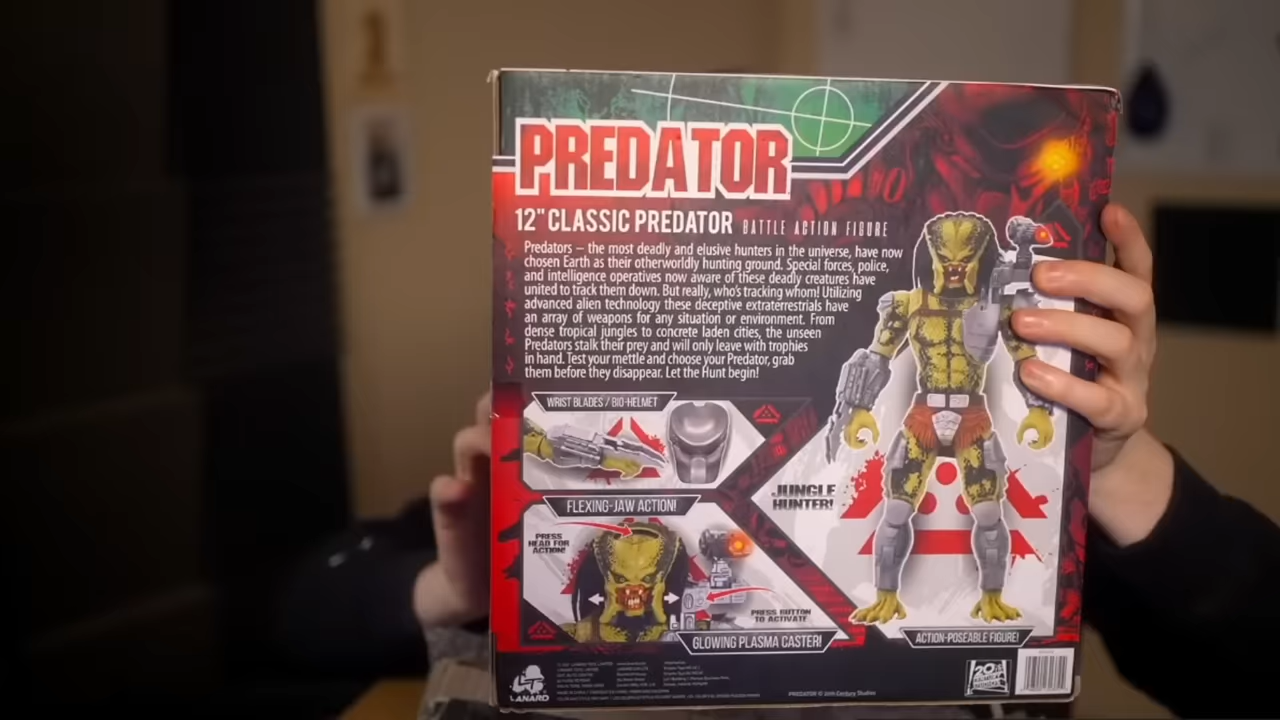 PREDATOR
12" CLASSIC PREDATOR BATTLE ACTION FIGURE
Predators – the most deadly and elusive hunters in the universe, have now
chosen Earth as their otherworldly hunting ground. Special forces, police,
and intelligence operatives now aware of these deadly creatures have
united to track them down. But really, who's tracking whom! Utilizing
advanced alien technology these deceptive extraterrestrials have
an array of weapons for any situation or environment. From
dense tropical jungles to concrete laden cities, the unseen
Predators stalk their prey and will only leave with trophies
in hand. Test your mettle and choose your Predator, grab
them before they disappear. Let the Hunt begin!
WRIST BLADES / BIO-HELMET
JUNGLE
HUNTER!
FLEXING-JAW ACTION!
PRESS
HEAD FOR
ACTION!
PRESS BUTTON
TO ACTIVATE
GLOWING PLASMA CASTER!
ACTION-POSEABLE FIGURE!
LANARD
PREDATOR © 20th Century Studios